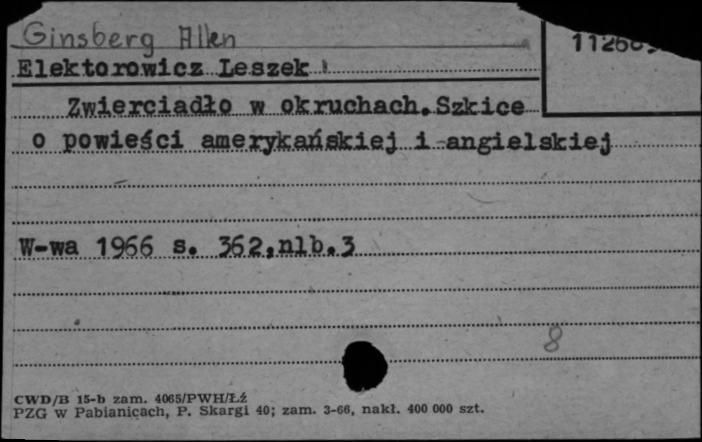 Ginsberg Allen
Elektorowicz Leszek
Zwierciadło w okruchach. Szkice
o powieści amerykańskiej i angielskiej
W-wa 1966 s. 362, nlb. 3
8
CWD/B 15-b zam. 4065/PWH/Łź
PZG w Pabianicach, P. Skargi 40; zam. 3-66, nakł. 400 000 szt.